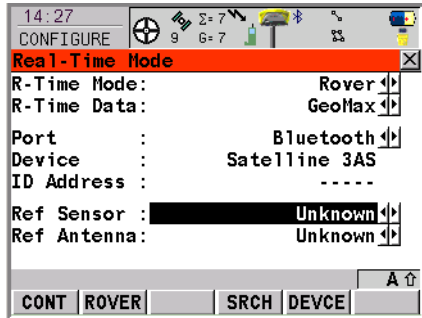 14:27
CONFIGURE
9
Σ= 7
G= 7
Real-Time Mode
R-Time Mode: Rover
R-Time Data: GeoMax
Port : Bluetooth
Device : Satelline 3AS
ID Address : -----
Ref Sensor : Unknown
Ref Antenna: Unknown
A
CONT ROVER SRCH DEVCE